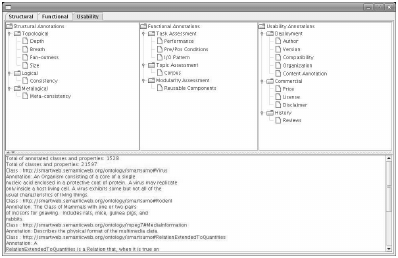 Structural Functional Usability
Structural Annotations
Topological
Depth
Breath
Fan-outness
Size
Logical
Consistency
Metalogical
Meta-consistency
Functional Annotations
Task Assessment
Performance
Pre/Pos Conditions
I/O Pattern
Topic Assessment
Corpus
Modularity Assessment
Reusable Components
Usability Annotations
Deployment
Author
Version
Compatibility
Organization
Content Annotation
Commercial
Price
License
Disclaimer
History
Reviews
Total of annotated classes and properties: 1528
Total of classes and properties: 21597
Class : http://smartweb.semanticweb.org/ontology/smartsumo#Virus
Annotation: An Organism consisting of a core of a single
nucleic acid enclosed in a protective coat of protein. A virus may replicate
only inside a host living cell. A virus exhibits some but not all of the
usual characteristics of living things.
Class : http://smartweb.semanticweb.org/ontology/smartsumo#Rodent
Annotation: The Class of Mammals with one or two pairs
of incisors for gnawing. Includes rats, mice, guinea pigs, and
rabbits.
Class : http://smartweb.semanticweb.org/ontology/mpeg7#MediaInformation
Annotation: Describes the physical format of the multimedia data.
Class : http://smartweb.semanticweb.org/ontology/smartsumo#RelationExtendedToQuantities
Annotation: A
RelationExtendedToQuantities is a Relation that, when it is true on